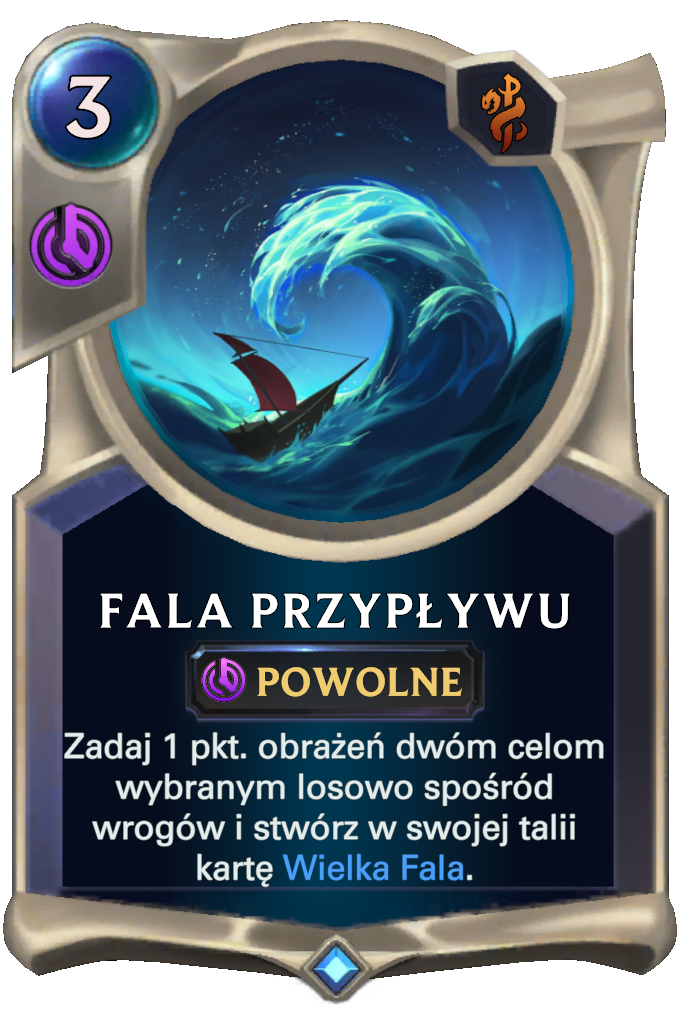 3
FALA PRZYPŁYWU
POWOLNE
Zadaj 1 pkt. obrażeń dwóm celom
wybranym losowo spośród
wrogów i stwórz w swojej talii
kartę Wielka Fala.